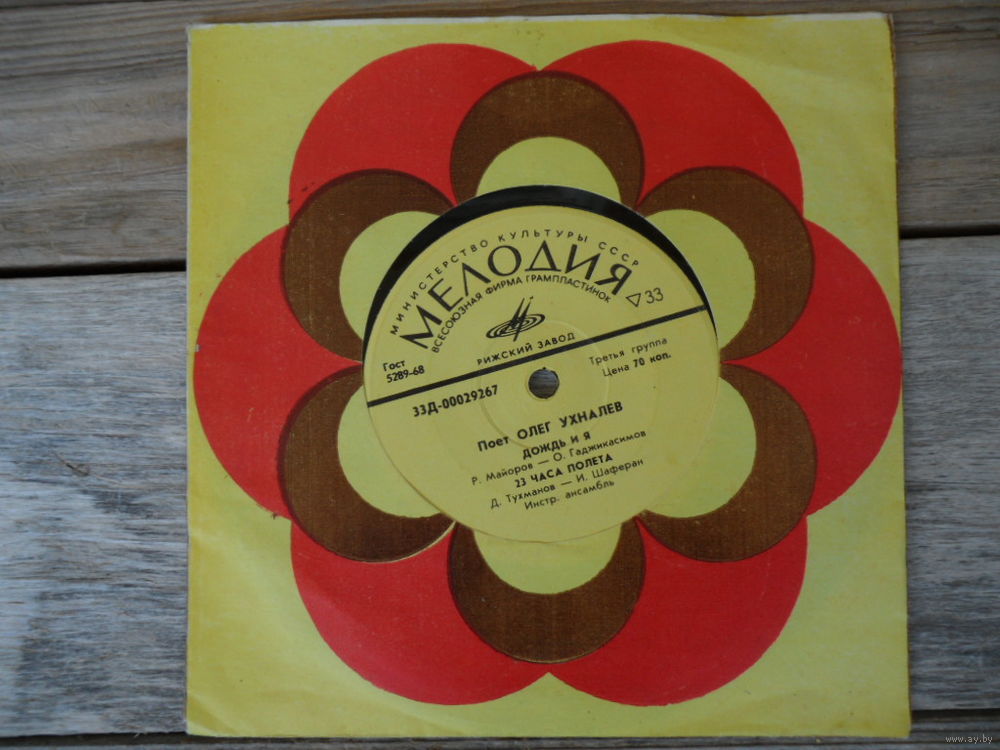 МИНИСТЕРСТВО КУЛЬТУРЫ СССР
МЕЛОДИЯ
ВСЕСОЮЗНАЯ ФИРМА ГРАМПЛАСТИНОК
33
РИЖСКИЙ ЗАВОД
Гост
5289-68
Третья группа
Цена 70 коп.
33Д-00029267
Поет ОЛЕГ УХНАЛЕВ
ДОЖДЬ И Я
Р. Майоров — О. Гаджикасимов
23 ЧАСА ПОЛЕТА
Д. Тухманов — И. Шаферан
Инстр. ансамбль
www.ay.by